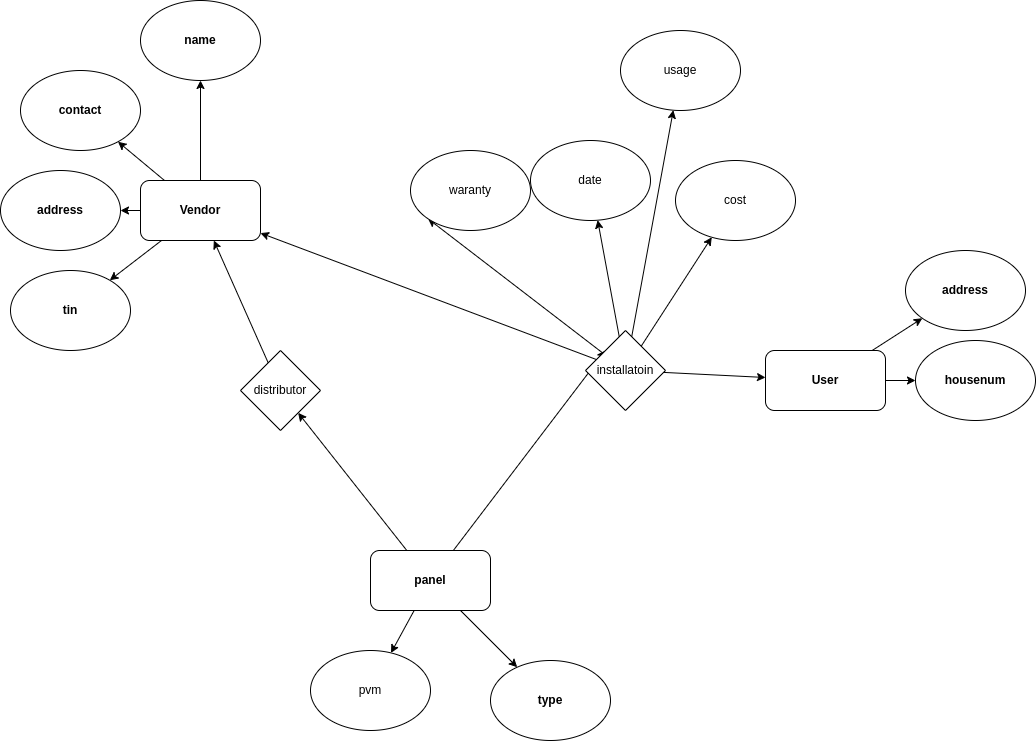 name
usage
contact
date
waranty
cost
address
Vendor
address
tin
installatoin
User
housenum
distributor
panel
pvm
type